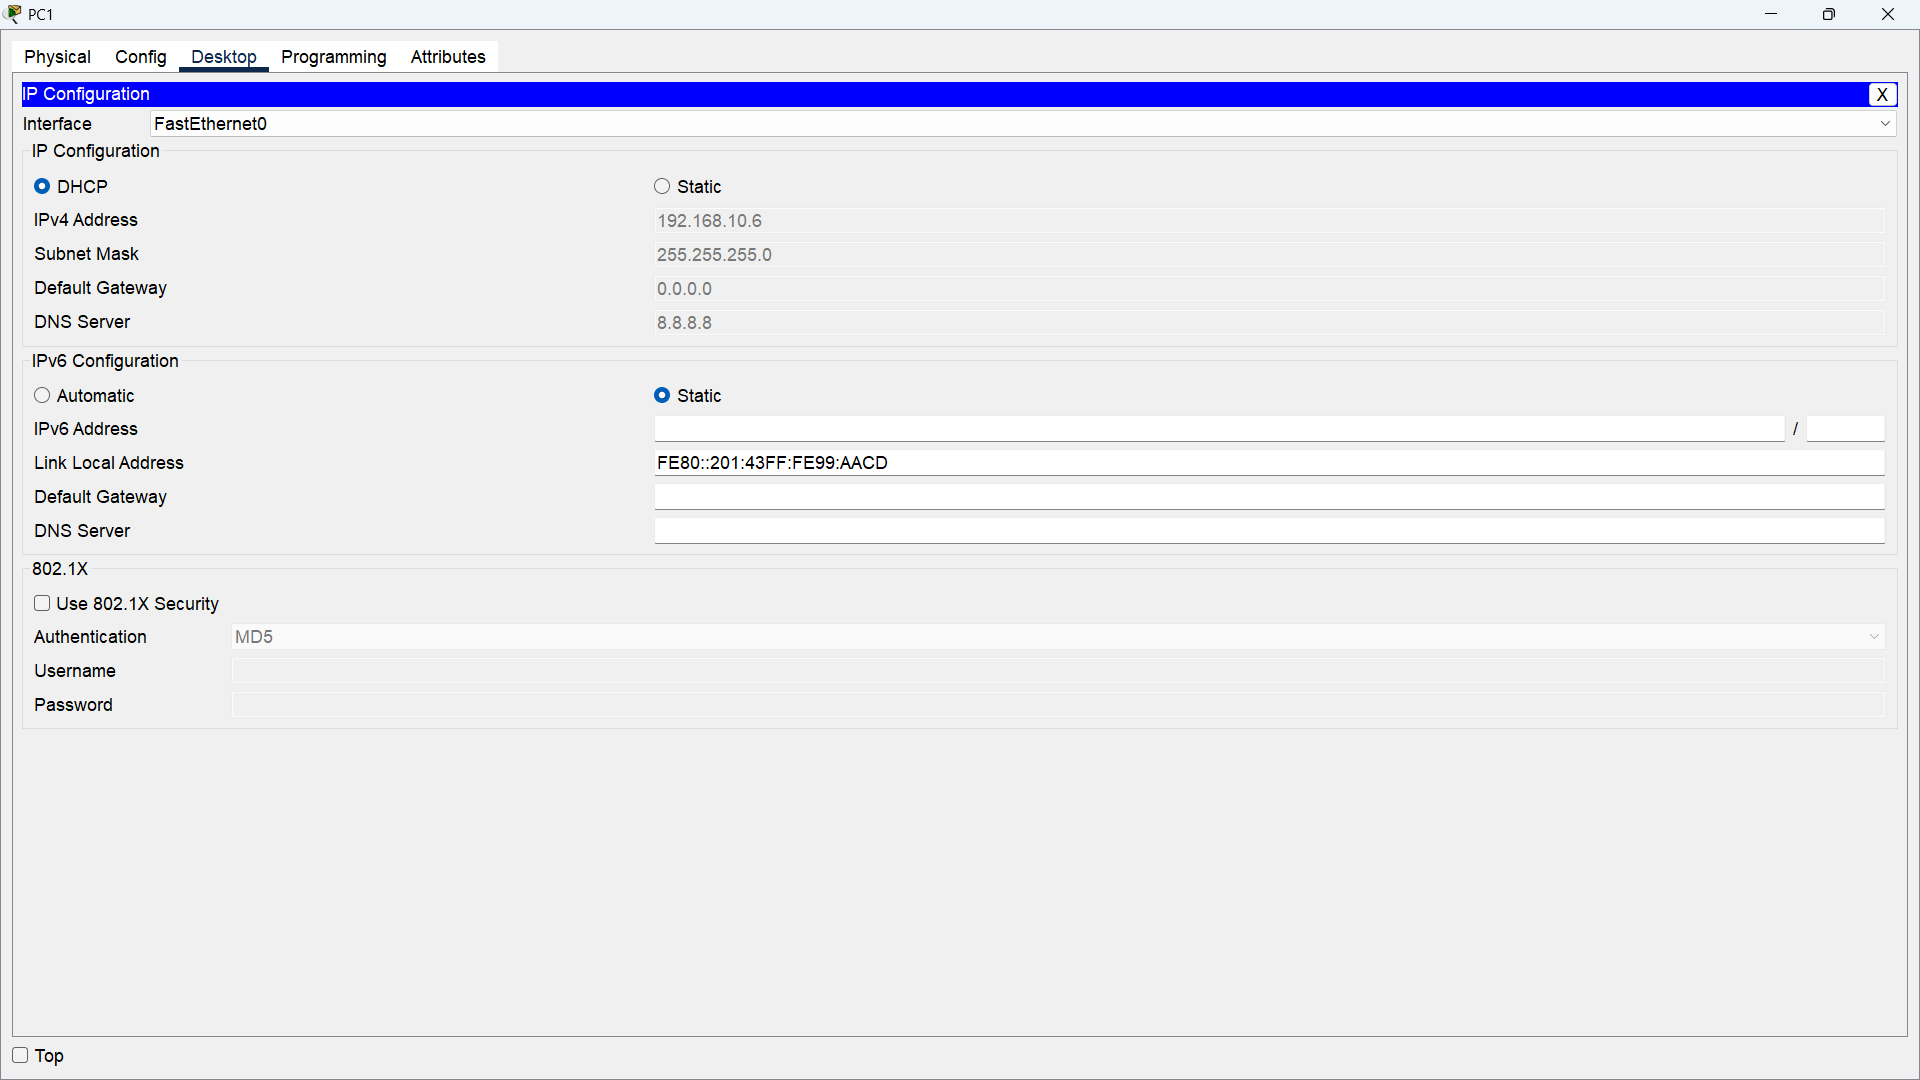 PC1
Physical Config Desktop Programming Attributes
IP Configuration X
Interface FastEthernet0
IP Configuration
DHCP Static
IPv4 Address 192.168.10.6
Subnet Mask 255.255.255.0
Default Gateway 0.0.0.0
DNS Server 8.8.8.8
IPv6 Configuration
Automatic Static
IPv6 Address /
Link Local Address FE80::201:43FF:FE99:AACD
Default Gateway
DNS Server
802.1X
Use 802.1X Security
Authentication MD5
Username
Password
Top